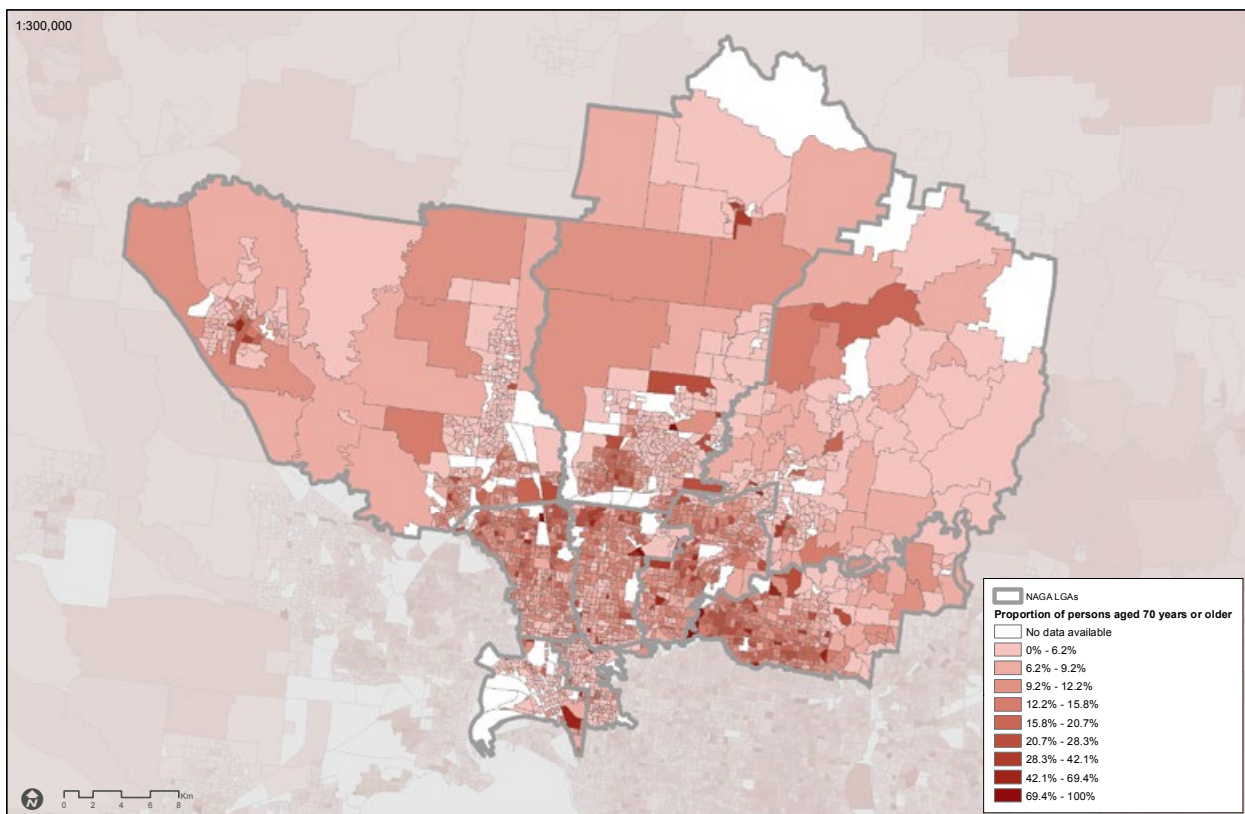 1:300,000
NAGA LGAs
Proportion of persons aged 70 years or older
No data available
0% - 6.2%
6.2% - 9.2%
9.2% - 12.2%
12.2% - 15.8%
15.8% - 20.7%
20.7% - 28.3%
28.3% - 42.1%
42.1% - 69.4%
69.4% - 100%
N
Km
0 2 4 6 8